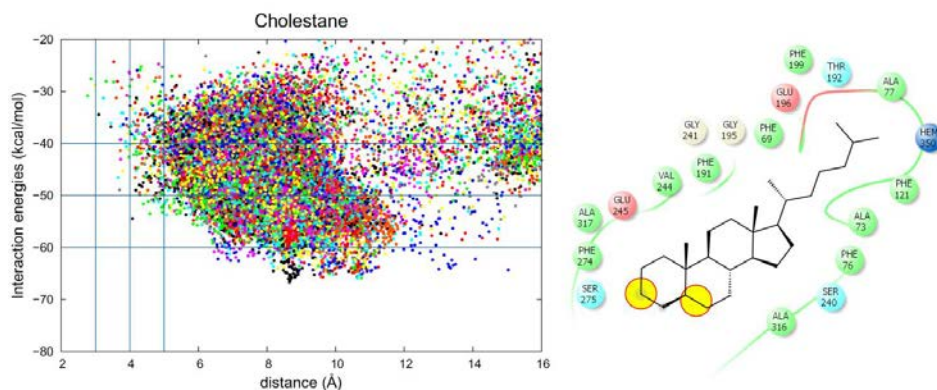 Cholestane
Interaction energies (kcal/mol)
−20
−30
−40
−50
−60
−70
−80
2 4 6 8 10 12 14 16
distance (Å)
PHE
199
THR
192
GLU
196
ALA
77
GLY
241
GLY
195
PHE
69
HEM
350
VAL
244
PHE
191
PHE
121
ALA
317
GLU
245
ALA
73
PHE
274
PHE
76
SER
275
SER
240
ALA
316